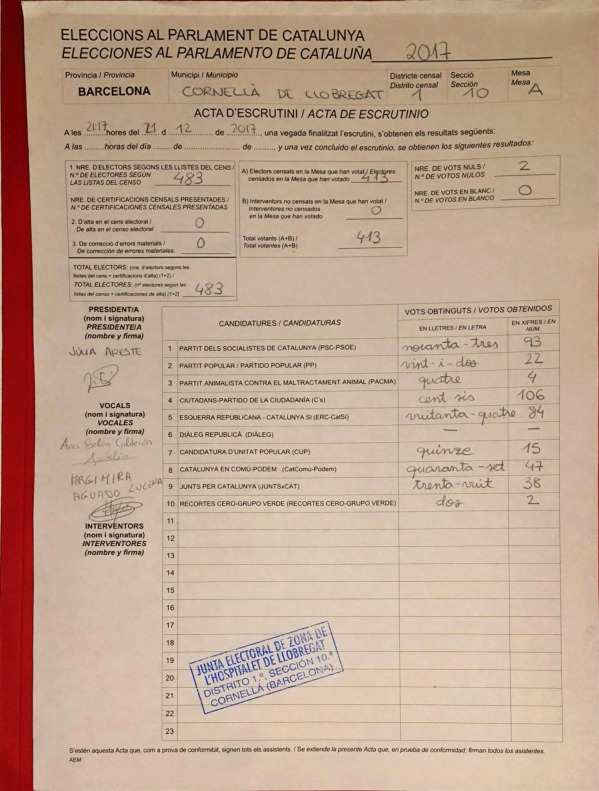 ELECCIONS AL PARLAMENT DE CATALUNYA
ELECCIONES AL PARLAMENTO DE CATALUÑA 2017
Província / Provincia
BARCELONA
Municipi / Municipio
CORNELLÀ DE LLOBREGAT
Districte censal
Distrito censal
1
Secció
Sección
10
Mesa
Mesa
A
ACTA D'ESCRUTINI / ACTA DE ESCRUTINIO
A les 21:17 hores del 21 d 12 de 2017, una vegada finalitzat l'escrutini, s'obtenen els resultats següents:
A las ........horas del día ..... de ............... de ........., y una vez concluido el escrutinio, se obtienen los siguientes resultados:
1. NRE. D'ELECTORS SEGONS LES LLISTES DEL CENS /
N.º DE ELECTORES SEGÚN
LAS LISTAS DEL CENSO
483
NRE. DE CERTIFICACIONS CENSALS PRESENTADES /
N.º DE CERTIFICACIONES CENSALES PRESENTADAS
2. D'alta en el cens electoral /
De alta en el censo electoral
0
3. De correcció d'errors materials /
De corrección de errores materiales:
0
TOTAL ELECTORS: (nre. d'electors segons les
llistes del cens + certificacions d'alta) (1+2) /
TOTAL ELECTORES: (nº electores según las
listas del censo + certificaciones de alta) (1+2)
483
A) Electors censats en la Mesa que han votat / Electores
censados en la Mesa que han votado
413
B) Interventors no censats en la Mesa que han votat /
Interventores no censados
en la Mesa que han votado
0
Total votants (A+B) /
Total votantes (A+B)
413
NRE. DE VOTS NULS /
N.º DE VOTOS NULOS
2
NRE. DE VOTS EN BLANC /
N.º DE VOTOS EN BLANCO
0
PRESIDENT/A
(nom i signatura)
PRESIDENTE/A
(nombre y firma)
JÚLIA APESTE
VOCALS
(nom i signatura)
VOCALES
(nombre y firma)
Ana Belén Calderón
ARGIMIRA
AGUADO LUCENA
INTERVENTORS
(nom i signatura)
INTERVENTORES
(nombre y firma)
CANDIDATURES / CANDIDATURAS
VOTS OBTINGUTS / VOTOS OBTENIDOS
EN LLETRES / EN LETRA
EN XIFRES / EN
NÚM.
1 PARTIT DELS SOCIALISTES DE CATALUNYA (PSC-PSOE) noranta-tres 93
2 PARTIT POPULAR / PARTIDO POPULAR (PP) vint-i-dos 22
3 PARTIT ANIMALISTA CONTRA EL MALTRACTAMENT ANIMAL (PACMA) quatre 4
4 CIUTADANS-PARTIDO DE LA CIUDADANÍA (C's) cent sis 106
5 ESQUERRA REPUBLICANA - CATALUNYA SÍ (ERC-CatSí) vuitanta-quatre 84
6 DIÀLEG REPUBLICÀ (DIÀLEG) — —
7 CANDIDATURA D'UNITAT POPULAR (CUP) quinze 15
8 CATALUNYA EN COMÚ-PODEM (CatComú-Podem) quaranta-set 47
9 JUNTS PER CATALUNYA (JUNTSxCAT) trenta-vuit 38
10 RECORTES CERO-GRUPO VERDE (RECORTES CERO-GRUPO VERDE) dos 2
11
12
13
14
15
16
17
18
19
20
21
22
23
JUNTA ELECTORAL DE ZONA DE
L'HOSPITALET DE LLOBREGAT
DISTRITO 1.º, SECCIÓN 10.ª
CORNELLÀ (BARCELONA)
S'estén aquesta Acta que, com a prova de conformitat, signen tots els assistents. / Se extiende la presente Acta que, en prueba de conformidad, firman todos los asistentes.
AEM